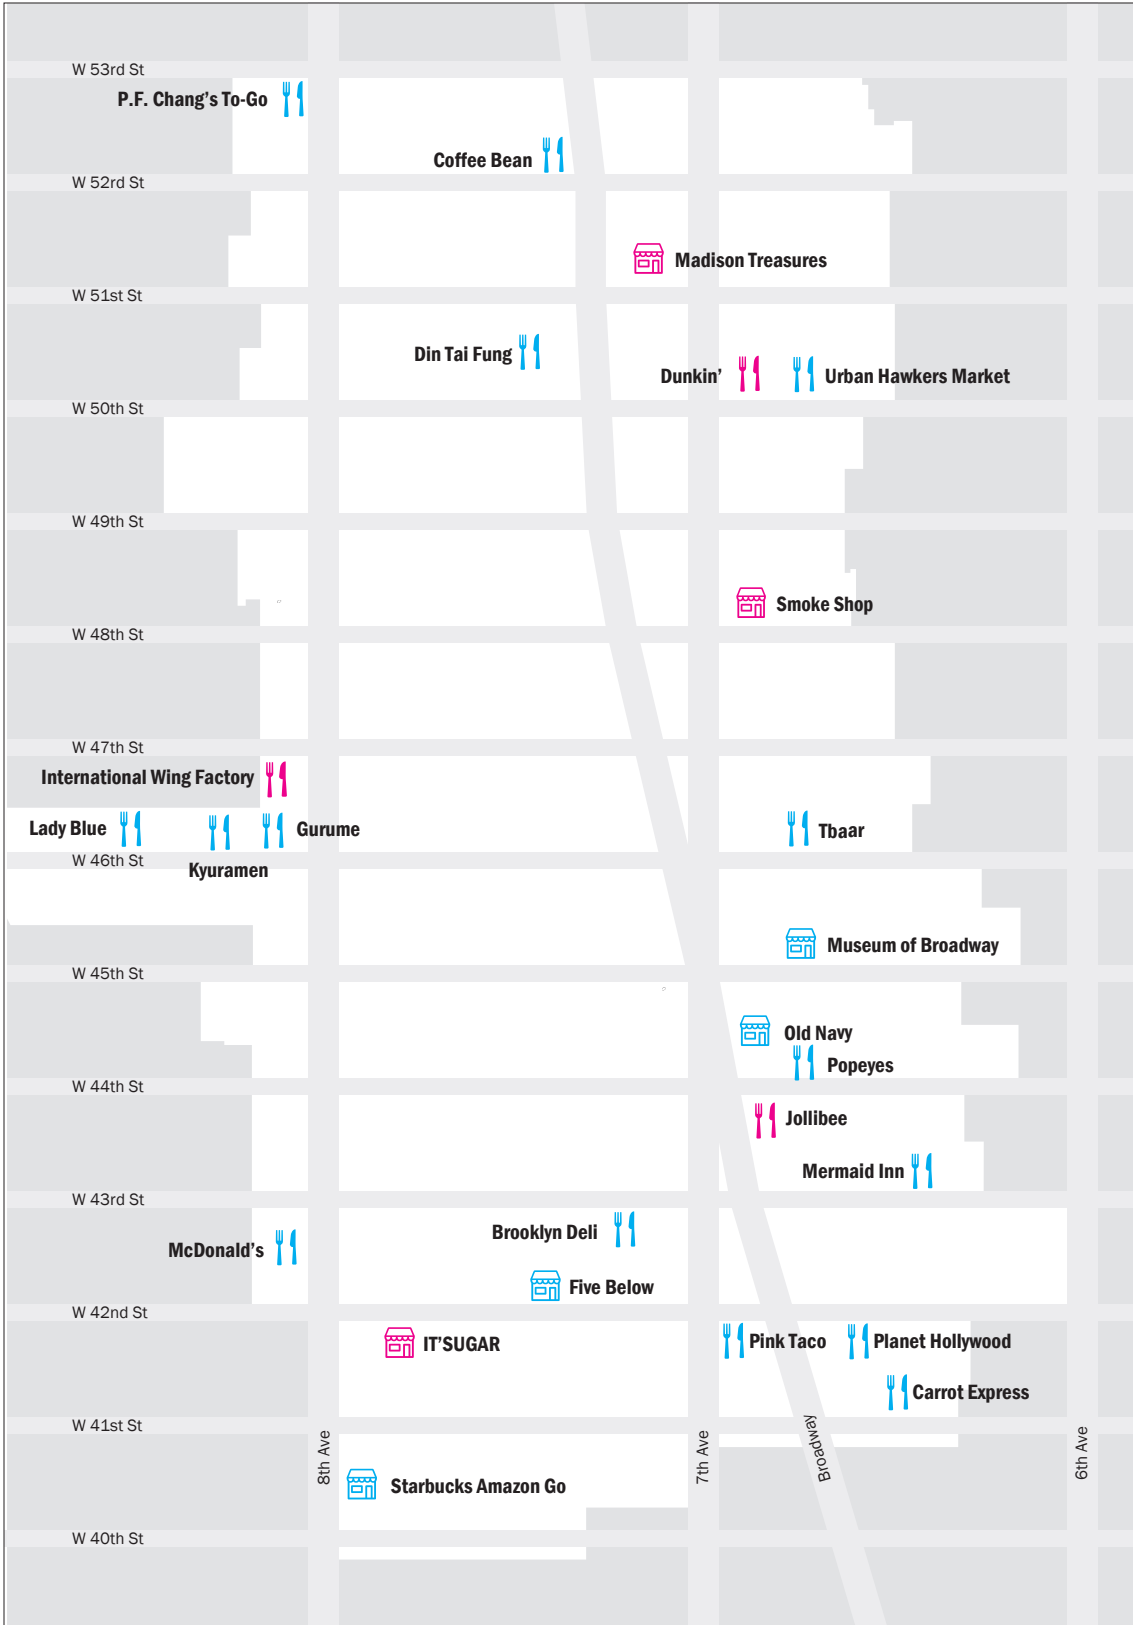 W 53rd St
P.F. Chang's To-Go
Coffee Bean
W 52rd St
Madison Treasures
W 51st St
Din Tai Fung
Dunkin’
Urban Hawkers Market
W 50th St
W 49th St
Smoke Shop
W 48th St
W 47th St
International Wing Factory
Lady Blue
Gurume
Tbaar
W 46th St
Kyuramen
Museum of Broadway
W 45th St
Old Navy
Popeyes
W 44th St
Jollibee
Mermaid Inn
W 43rd St
Brooklyn Deli
McDonald's
Five Below
W 42nd St
IT’SUGAR
Pink Taco
Planet Hollywood
Carrot Express
W 41st St
8th Ave
7th Ave
Broadway
6th Ave
Starbucks Amazon Go
W 40th St